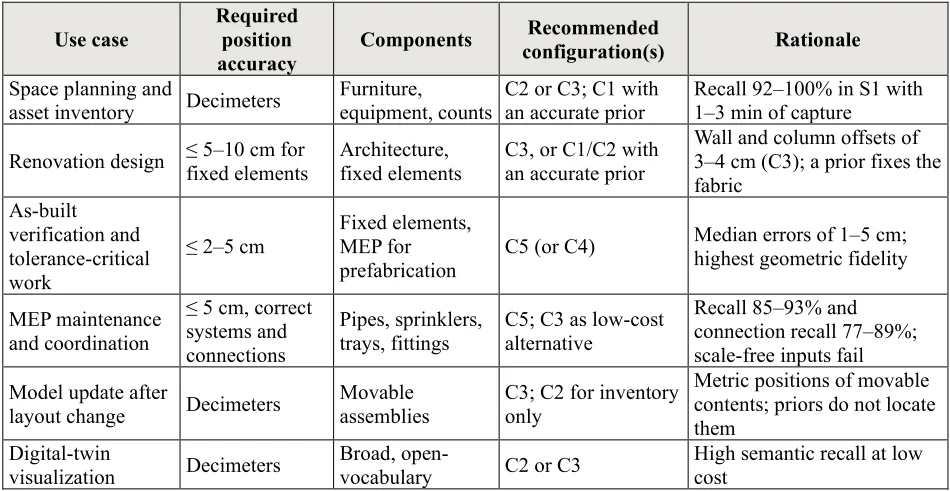 Use case
Required
position
accuracy
Components
Recommended
configuration(s)
Rationale
Space planning and
asset inventory
Decimeters
Furniture,
equipment, counts
C2 or C3; C1 with
an accurate prior
Recall 92–100% in S1 with
1–3 min of capture
Renovation design
≤ 5–10 cm for
fixed elements
Architecture,
fixed elements
C3, or C1/C2 with
an accurate prior
Wall and column offsets of
3–4 cm (C3); a prior fixes the
fabric
As-built
verification and
tolerance-critical
work
≤ 2–5 cm
Fixed elements,
MEP for
prefabrication
C5 (or C4)
Median errors of 1–5 cm;
highest geometric fidelity
MEP maintenance
and coordination
≤ 5 cm, correct
systems and
connections
Pipes, sprinklers,
trays, fittings
C5; C3 as low-cost
alternative
Recall 85–93% and
connection recall 77–89%;
scale-free inputs fail
Model update after
layout change
Decimeters
Movable
assemblies
C3; C2 for inventory
only
Metric positions of movable
contents; priors do not locate
them
Digital-twin
visualization
Decimeters
Broad, open-
vocabulary
C2 or C3
High semantic recall at low
cost